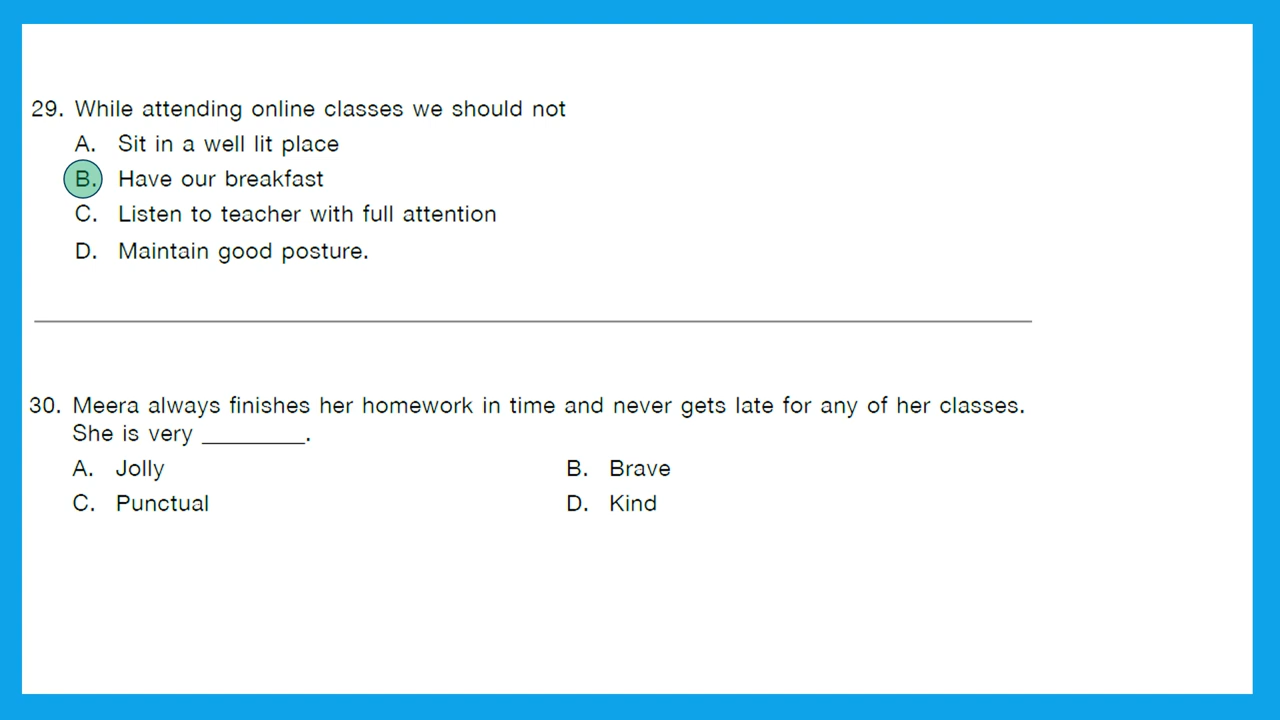 29. While attending online classes we should not
A. Sit in a well lit place
B. Have our breakfast
C. Listen to teacher with full attention
D. Maintain good posture.
30. Meera always finishes her homework in time and never gets late for any of her classes.
She is very _________.
A. Jolly B. Brave
C. Punctual D. Kind